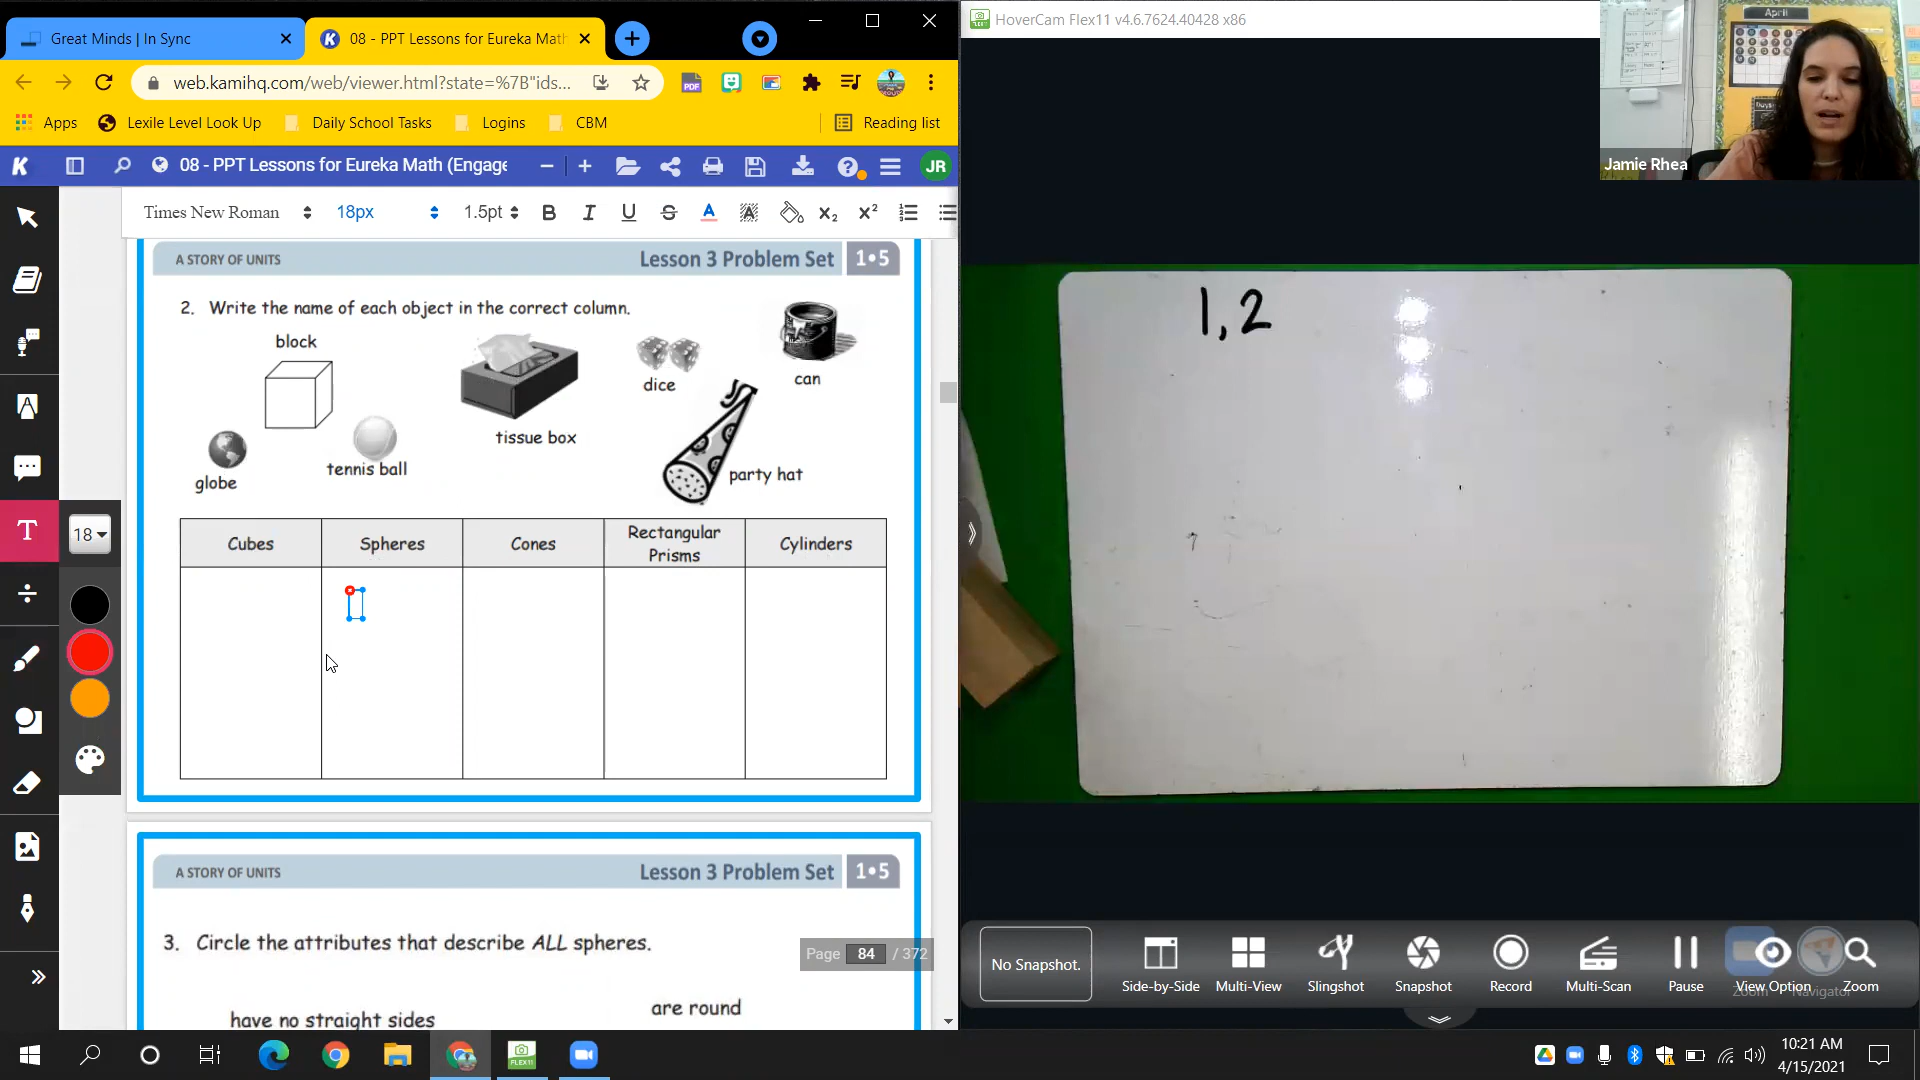 Great Minds | In Sync
08 - PPT Lessons for Eureka Math
web.kamihq.com/web/viewer.html?state=%7B"ids...
Apps
Lexile Level Look Up
Daily School Tasks
Logins
CBM
Reading list
08 - PPT Lessons for Eureka Math (Engage
JR
Times New Roman
18px
1.5pt
A STORY OF UNITS
Lesson 3 Problem Set
1•5
2. Write the name of each object in the correct column.
block
dice
can
tissue box
tennis ball
globe
party hat
Cubes
Spheres
Cones
Rectangular Prisms
Cylinders
18
A STORY OF UNITS
Lesson 3 Problem Set
1•5
3. Circle the attributes that describe ALL spheres.
Page 84 / 372
have no straight sides
are round
HoverCam Flex11 v4.6.7624.40428 x86
April
Jamie Rhea
1, 2
No Snapshot.
Side-by-Side
Multi-View
Slingshot
Snapshot
Record
Multi-Scan
Pause
View Option
Zoom
Zoom
Navigator
FLEX11
10:21 AM
4/15/2021